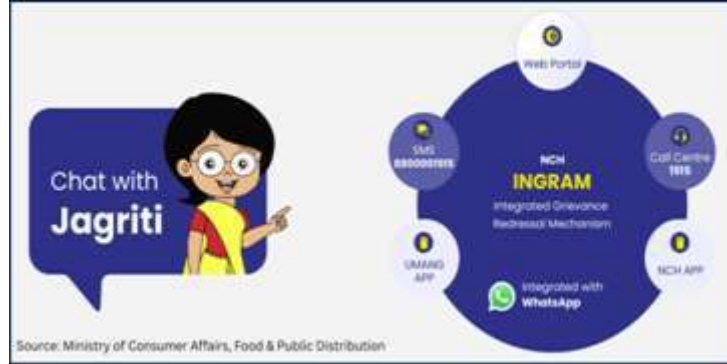 Chat with
Jagriti
Web Portal
SMS
8800001915
Call Centre
1915
NCH
INGRAM
Integrated Grievance
Redressal Mechanism
UMANG
APP
NCH APP
Integrated with
WhatsApp
Source: Ministry of Consumer Affairs, Food & Public Distribution